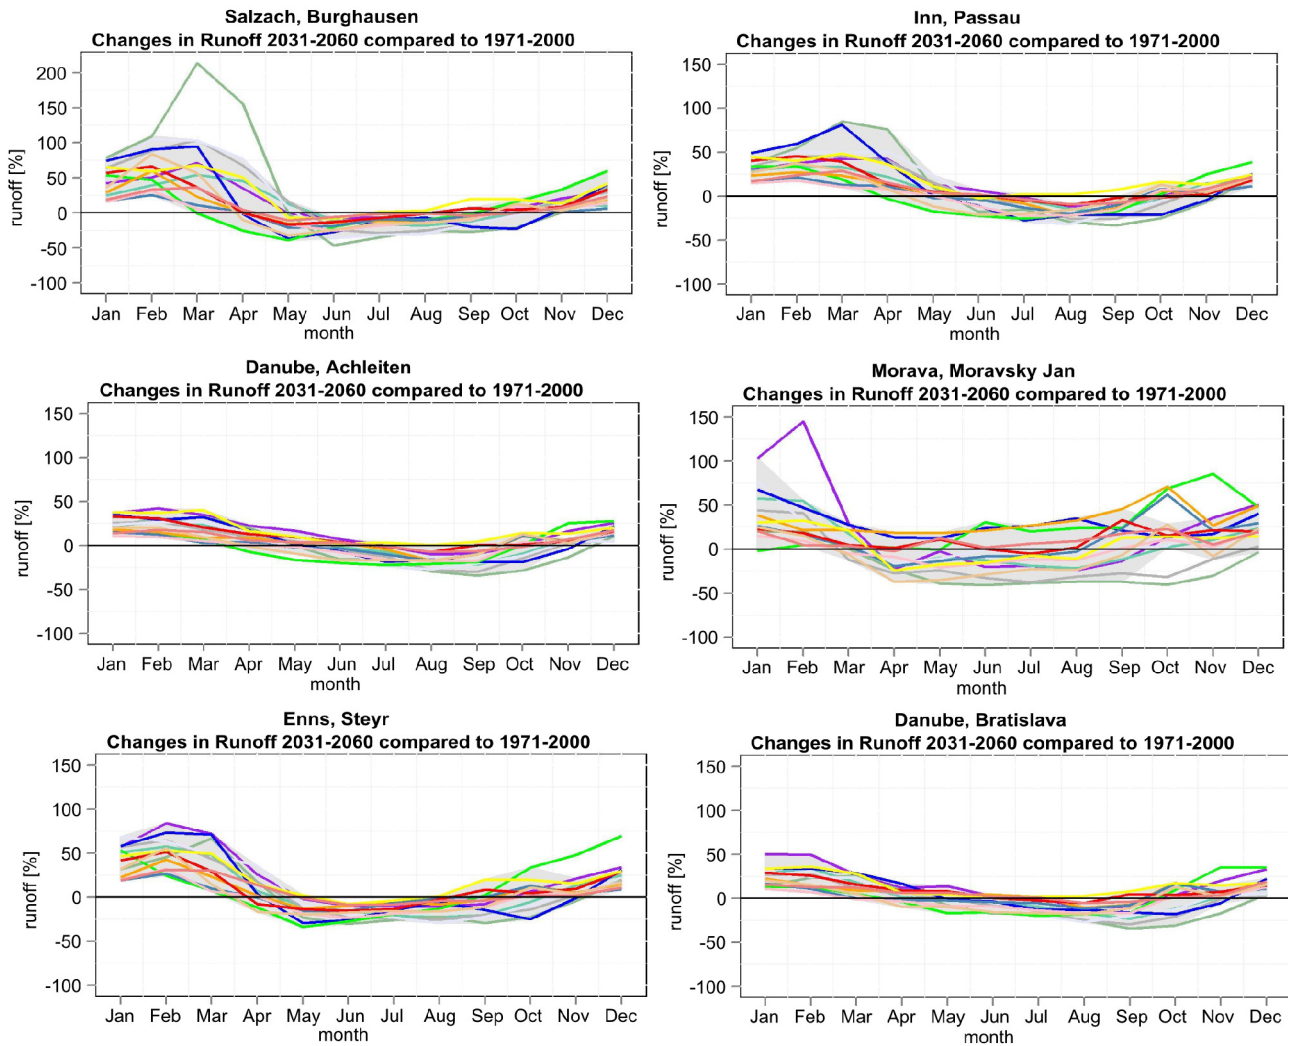 Salzach, Burghausen
Changes in Runoff 2031-2060 compared to 1971-2000
runoff [%]
200
150
100
50
0
-50
-100
Jan Feb Mar Apr May Jun Jul Aug Sep Oct Nov Dec
month
Inn, Passau
Changes in Runoff 2031-2060 compared to 1971-2000
runoff [%]
150
100
50
0
-50
-100
Jan Feb Mar Apr May Jun Jul Aug Sep Oct Nov Dec
month
Danube, Achleiten
Changes in Runoff 2031-2060 compared to 1971-2000
runoff [%]
150
100
50
0
-50
-100
Jan Feb Mar Apr May Jun Jul Aug Sep Oct Nov Dec
month
Morava, Moravsky Jan
Changes in Runoff 2031-2060 compared to 1971-2000
runoff [%]
150
100
50
0
-50
-100
Jan Feb Mar Apr May Jun Jul Aug Sep Oct Nov Dec
month
Enns, Steyr
Changes in Runoff 2031-2060 compared to 1971-2000
runoff [%]
150
100
50
0
-50
-100
Jan Feb Mar Apr May Jun Jul Aug Sep Oct Nov Dec
month
Danube, Bratislava
Changes in Runoff 2031-2060 compared to 1971-2000
runoff [%]
150
100
50
0
-50
-100
Jan Feb Mar Apr May Jun Jul Aug Sep Oct Nov Dec
month